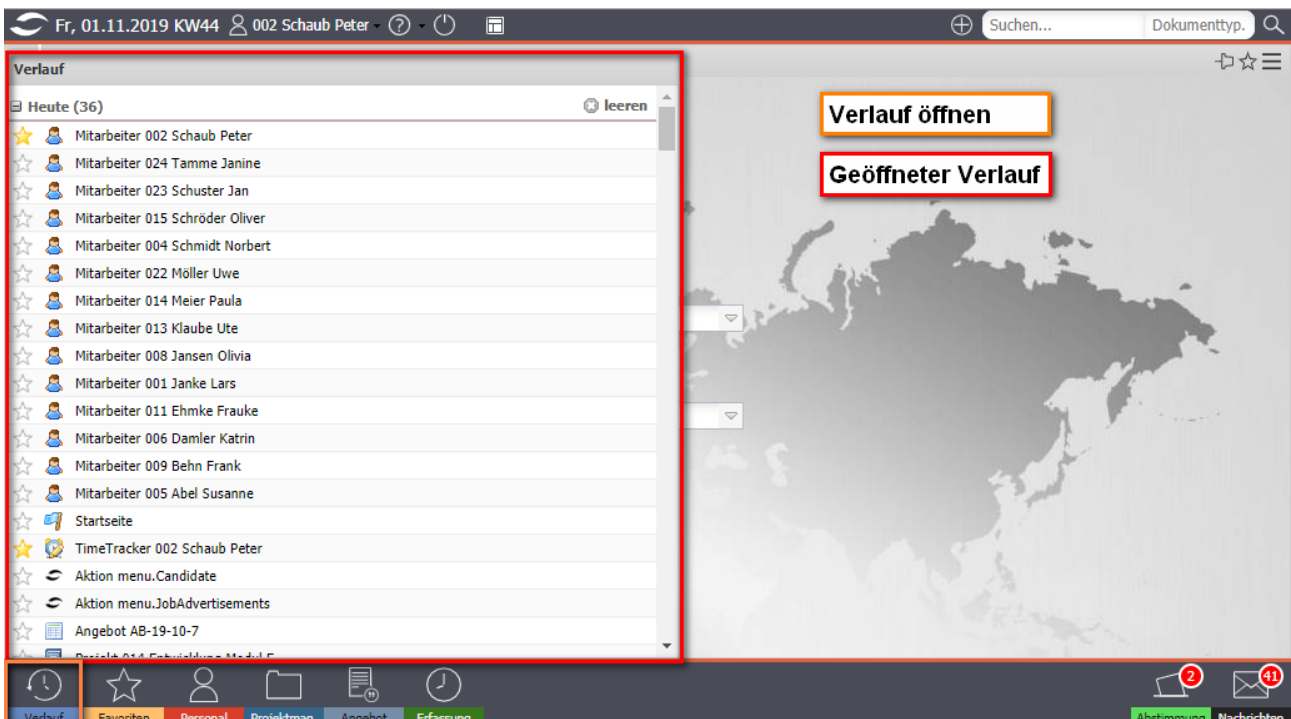 Fr, 01.11.2019 KW44 002 Schaub Peter
Suchen... Dokumenttyp.
Verlauf
Heute (36) leeren
Verlauf öffnen
Geöffneter Verlauf
Mitarbeiter 002 Schaub Peter
Mitarbeiter 024 Tamme Janine
Mitarbeiter 023 Schuster Jan
Mitarbeiter 015 Schröder Oliver
Mitarbeiter 004 Schmidt Norbert
Mitarbeiter 022 Möller Uwe
Mitarbeiter 014 Meier Paula
Mitarbeiter 013 Klaube Ute
Mitarbeiter 008 Jansen Olivia
Mitarbeiter 001 Janke Lars
Mitarbeiter 011 Ehmke Frauke
Mitarbeiter 006 Damler Katrin
Mitarbeiter 009 Behn Frank
Mitarbeiter 005 Abel Susanne
Startseite
TimeTracker 002 Schaub Peter
Aktion menu.Candidate
Aktion menu.JobAdvertisements
Angebot AB-19-10-7
Projekt 014 Entwicklung Modul
2 41
Verlauf Favoriten Personal Projektman. Angebot Erfassung Abstimmung Nachrichten